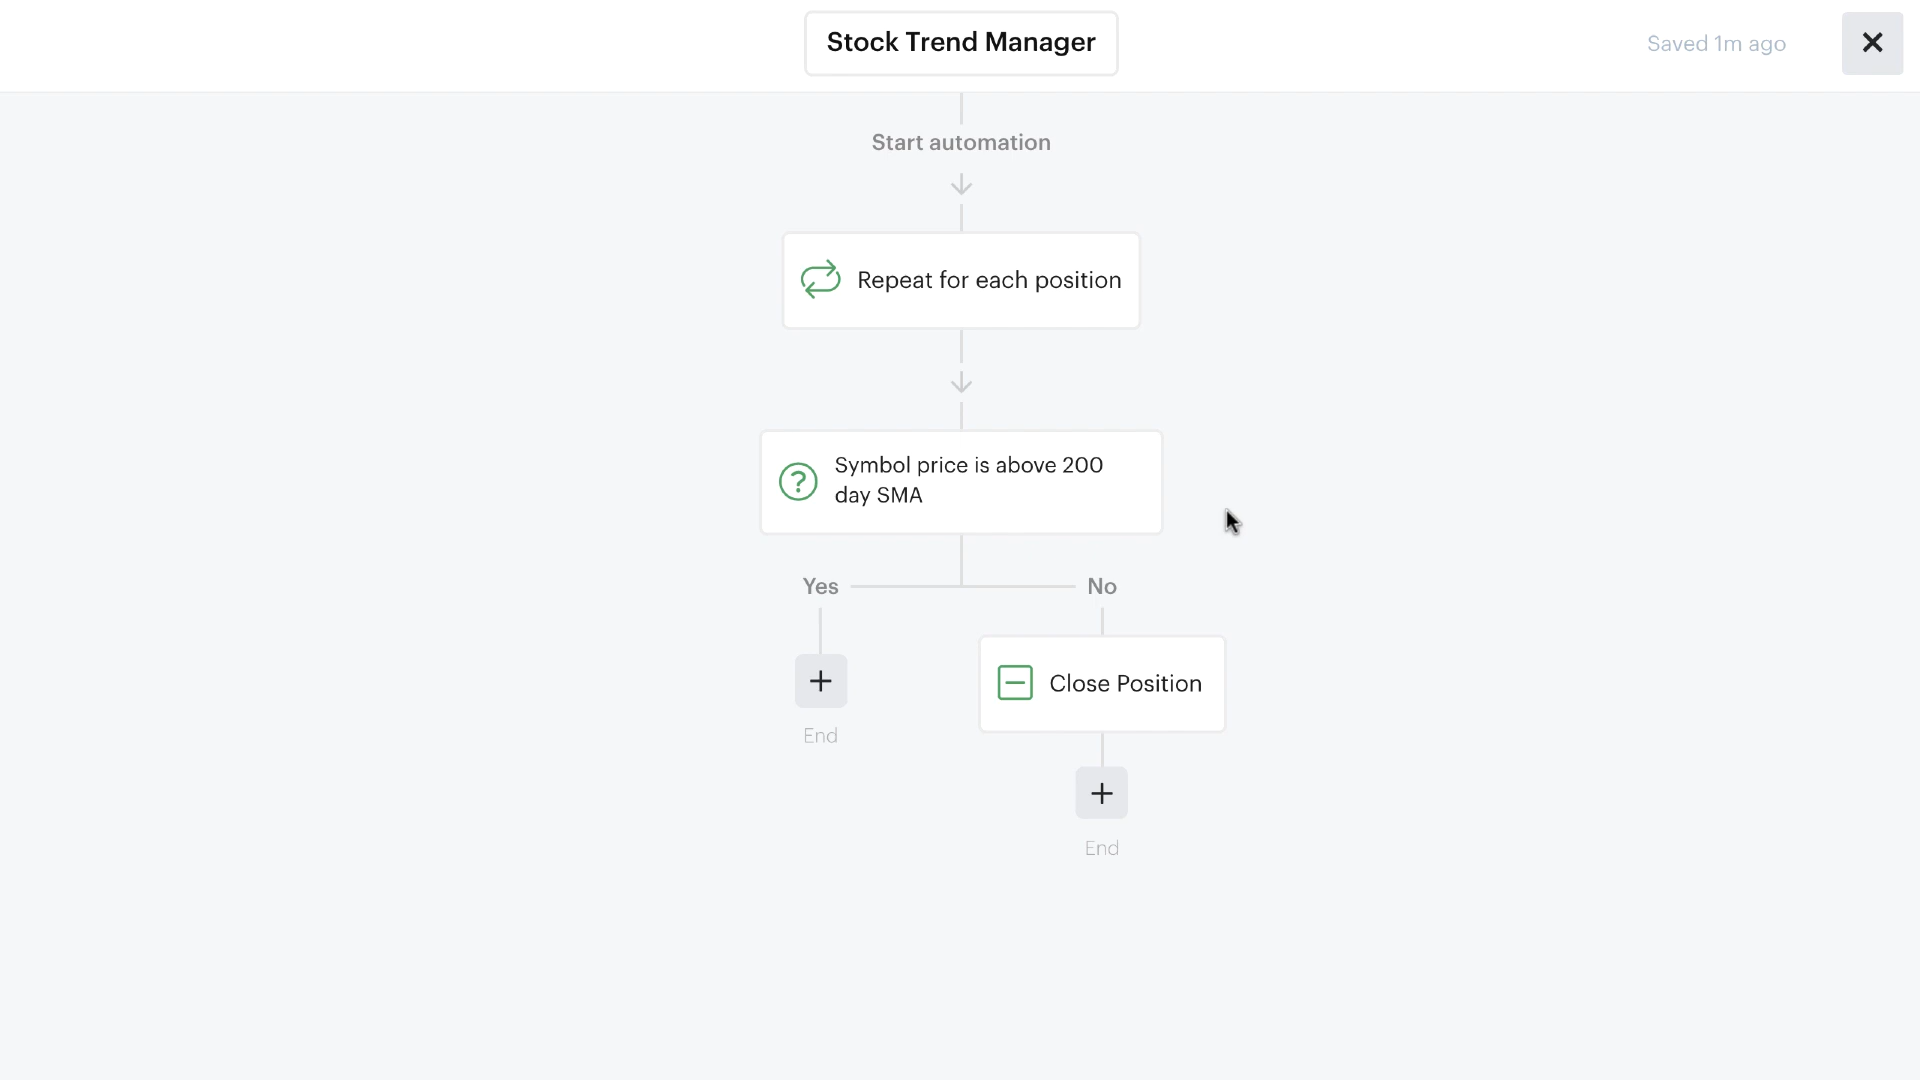 Stock Trend Manager
Saved 1m ago
Start automation
Repeat for each position
Symbol price is above 200
day SMA
Yes
No
Close Position
End
End